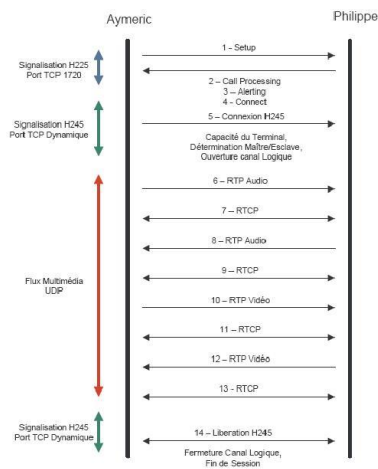 Aymeric
Philippe
Signalisation H225
Port TCP 1720
1 - Setup
2 – Call Processing
3 – Alerting
4 - Connect
Signalisation H245
Port TCP Dynamique
5 – Connexion H245
Capacité du Terminal,
Détermination Maître/Esclave,
Ouverture canal Logique
6 – RTP Audio
7 – RTCP
8 – RTP Audio
Flux Multimédia
UDP
9 – RTCP
10 – RTP Vidéo
11 – RTCP
12 – RTP Vidéo
13 - RTCP
Signalisation H245
Port TCP Dynamique
14 – Liberation H245
Fermeture Canal Logique,
Fin de Session